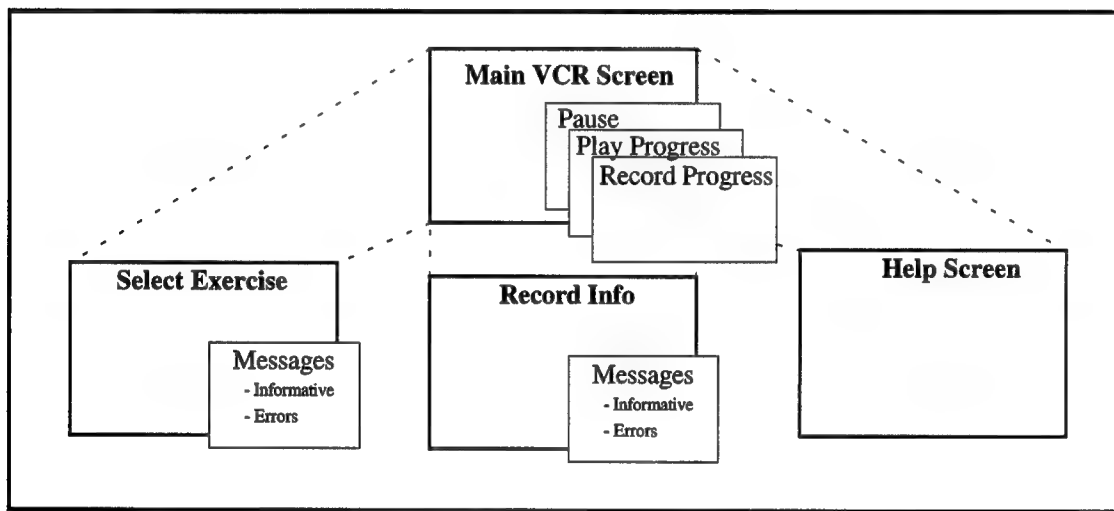 Main VCR Screen
Pause
Play Progress
Record Progress
Select Exercise
Messages
- Informative
- Errors
Record Info
Messages
- Informative
- Errors
Help Screen